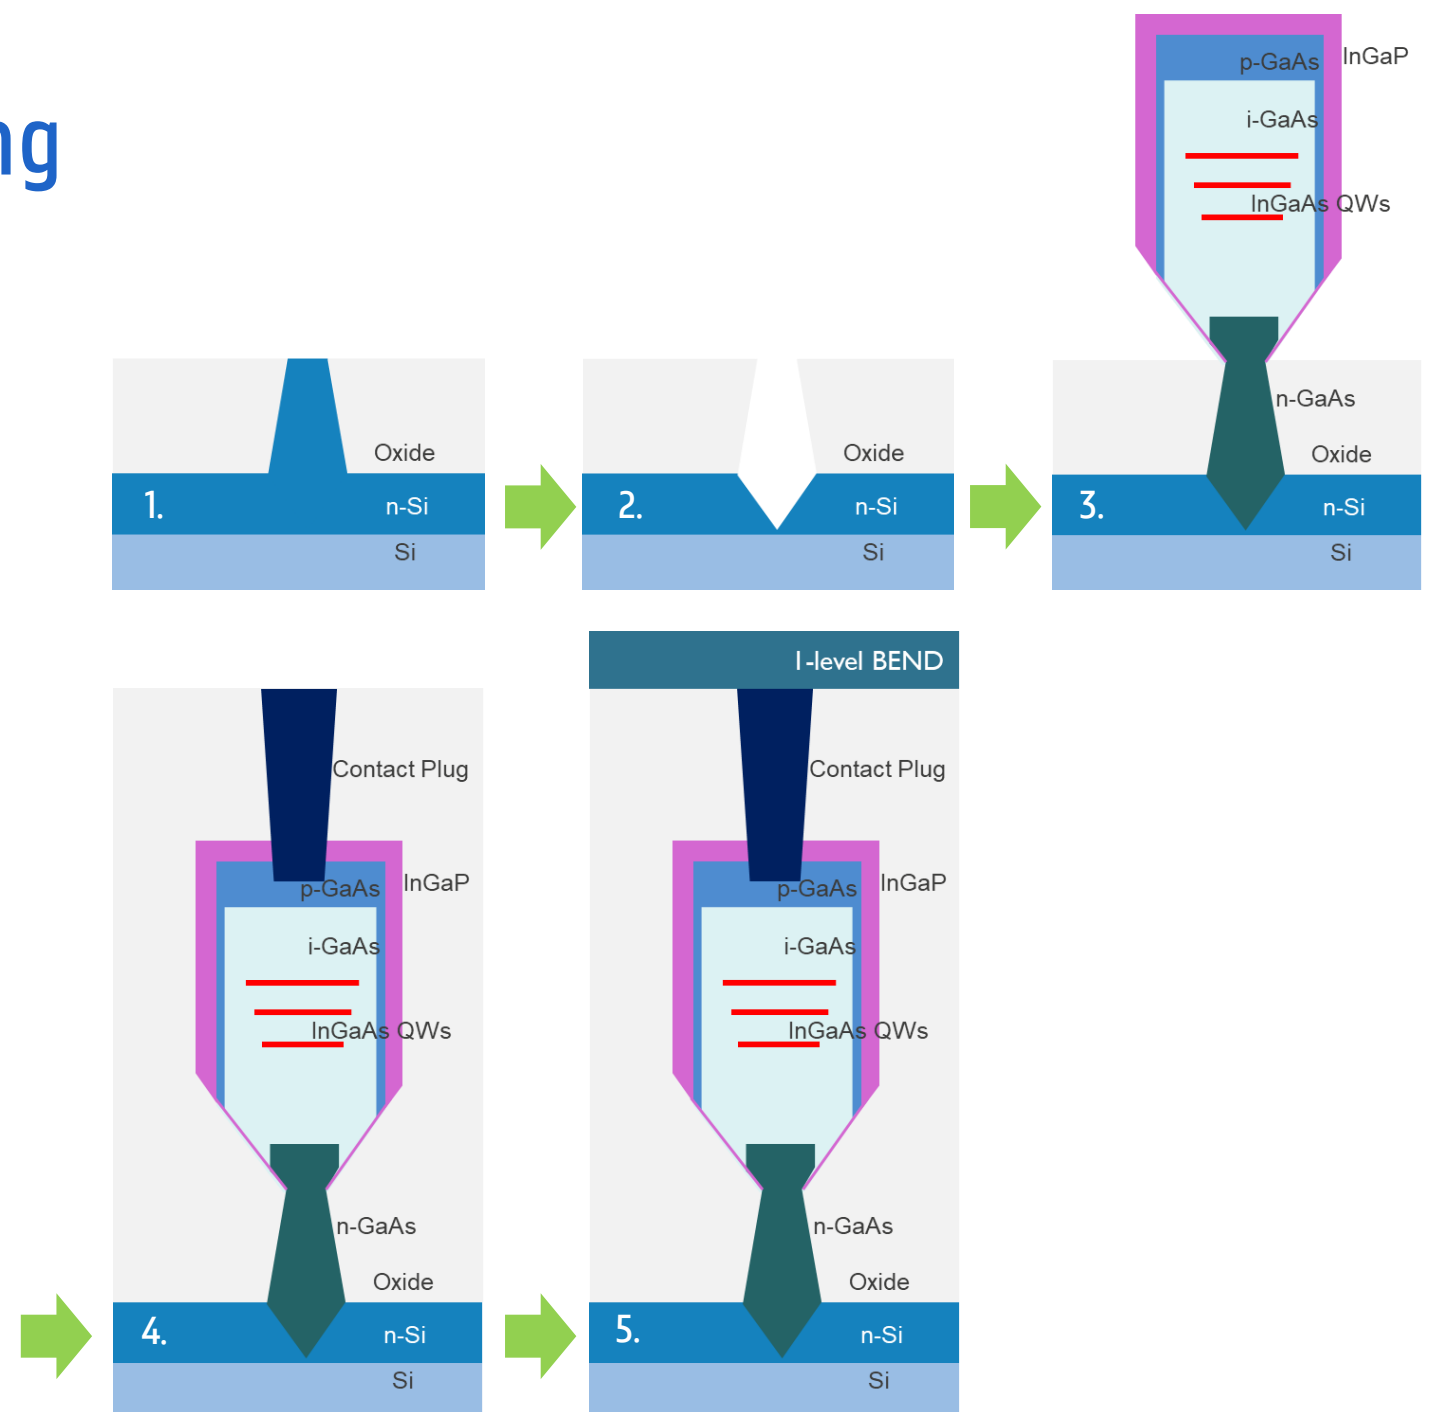 ng
Oxide
1.
n-Si
Si
Oxide
2.
n-Si
Si
p-GaAs
InGaP
i-GaAs
InGaAs QWs
n-GaAs
Oxide
3.
n-Si
Si
Contact Plug
p-GaAs
InGaP
i-GaAs
InGaAs QWs
n-GaAs
Oxide
4.
n-Si
Si
1-level BEND
Contact Plug
p-GaAs
InGaP
i-GaAs
InGaAs QWs
n-GaAs
Oxide
5.
n-Si
Si